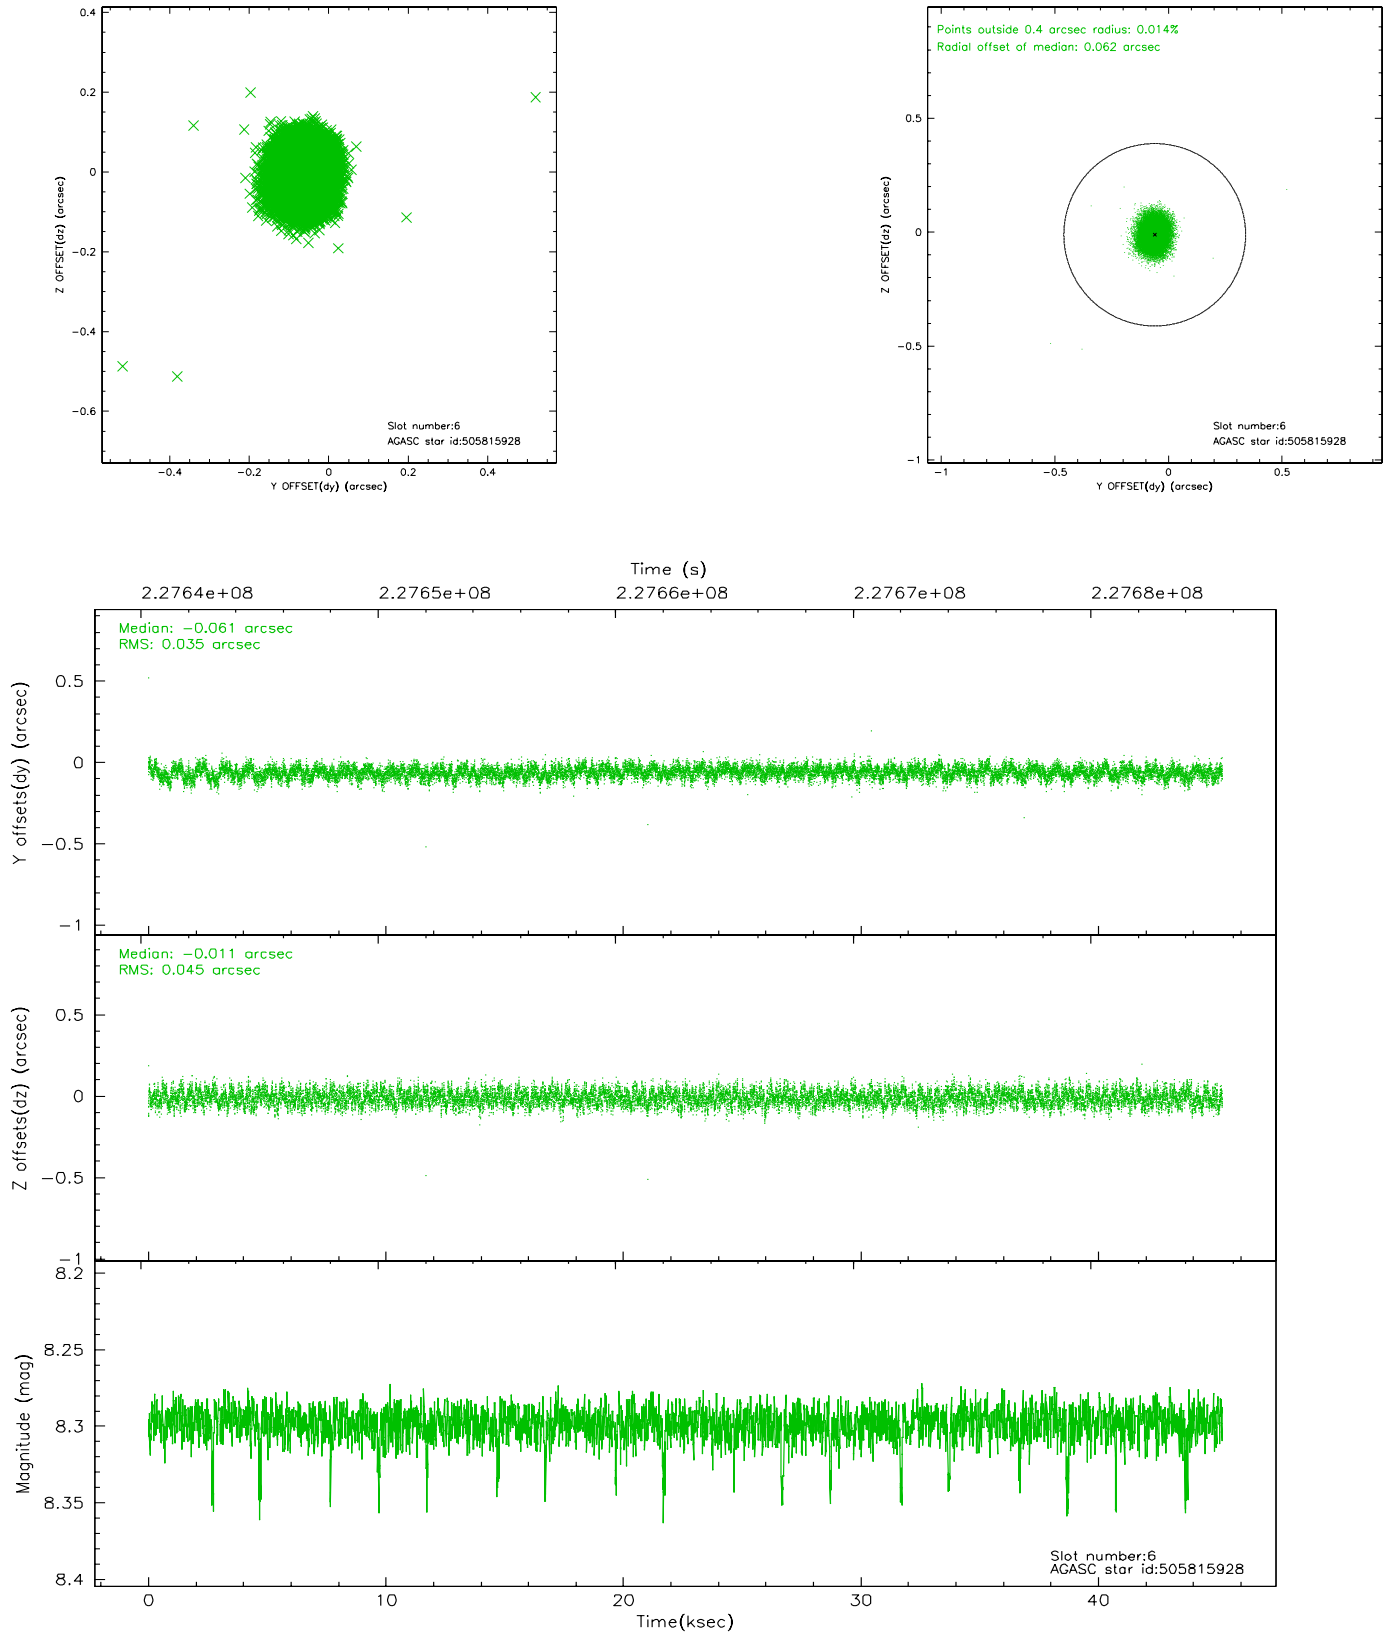 0.4
0.2
0
−0.2
−0.4
−0.6
−0.4
−0.2
0
0.2
0.4
Z OFFSET(dz) (arcsec)
Y OFFSET(dy) (arcsec)
Slot number:6
AGASC star id:505815928
Points outside 0.4 arcsec radius: 0.014%
Radial offset of median: 0.062 arcsec
0.5
0
−0.5
−1
−1
−0.5
0
0.5
Z OFFSET(dz) (arcsec)
Y OFFSET(dy) (arcsec)
Slot number:6
AGASC star id:505815928
Time (s)
2.2764e+08
2.2765e+08
2.2766e+08
2.2767e+08
2.2768e+08
Median: −0.061 arcsec
RMS: 0.035 arcsec
0.5
0
−0.5
−1
Y offsets(dy) (arcsec)
Median: −0.011 arcsec
RMS: 0.045 arcsec
0.5
0
−0.5
−1
Z offsets(dz) (arcsec)
8.2
8.25
8.3
8.35
8.4
Magnitude (mag)
Slot number:6
AGASC star id:505815928
0
10
20
30
40
Time(ksec)